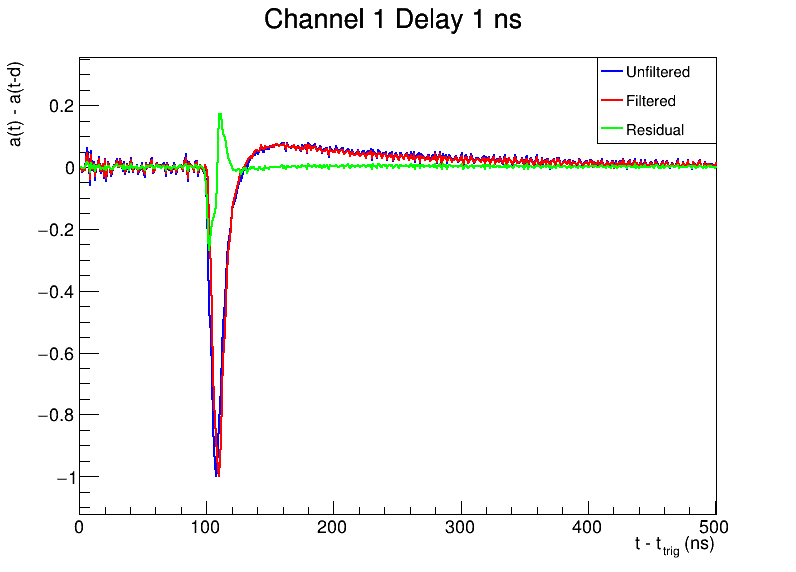 Channel 1 Delay 1 ns
a(t) - a(t-d)
Unfiltered
Filtered
Residual
0.2
0
−0.2
−0.4
−0.6
−0.8
−1
0 100 200 300 400 500
t - t_trig (ns)